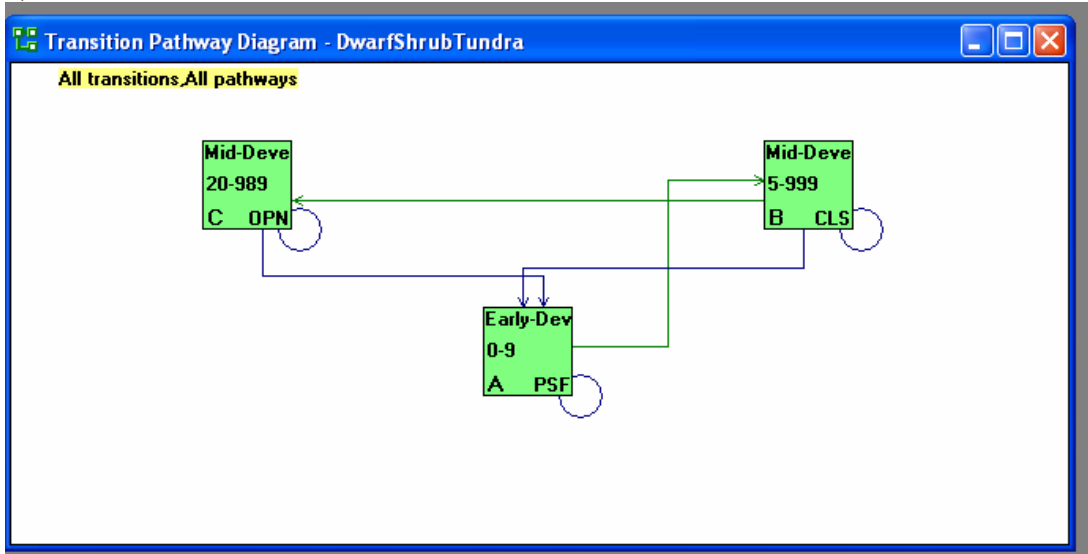 Transition Pathway Diagram - DwarfShrubTundra
All transitions,All pathways
Mid-Deve
20-989
C OPN
Mid-Deve
5-999
B CLS
Early-Dev
0-9
A PSF